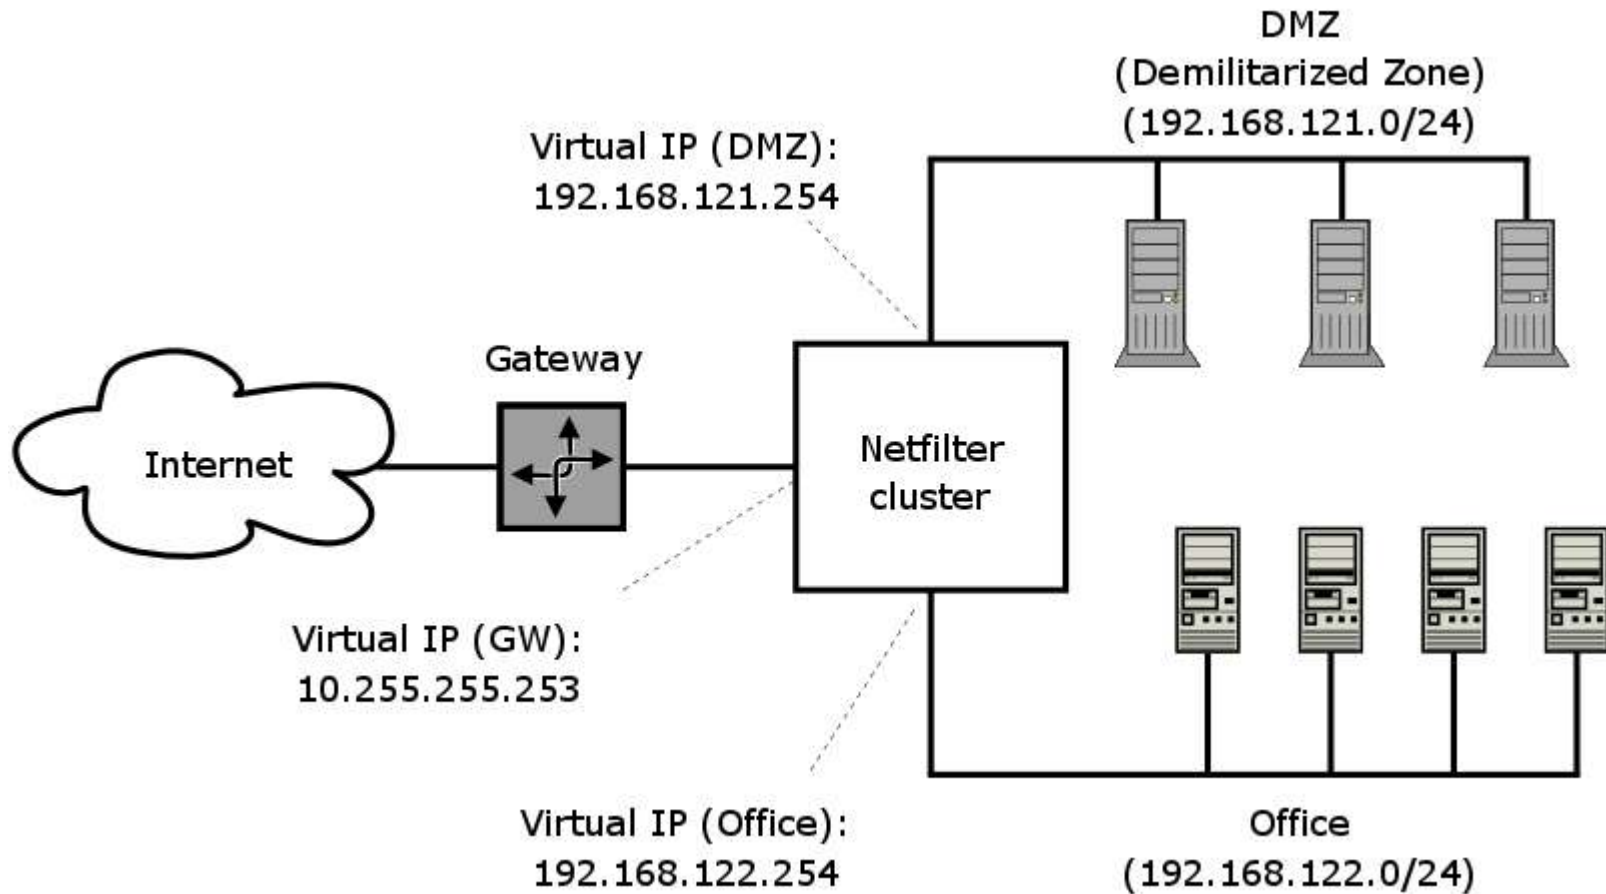 DMZ
(Demilitarized Zone)
(192.168.121.0/24)
Virtual IP (DMZ):
192.168.121.254
Gateway
Internet
Netfilter
cluster
Virtual IP (GW):
10.255.255.253
Virtual IP (Office):
192.168.122.254
Office
(192.168.122.0/24)